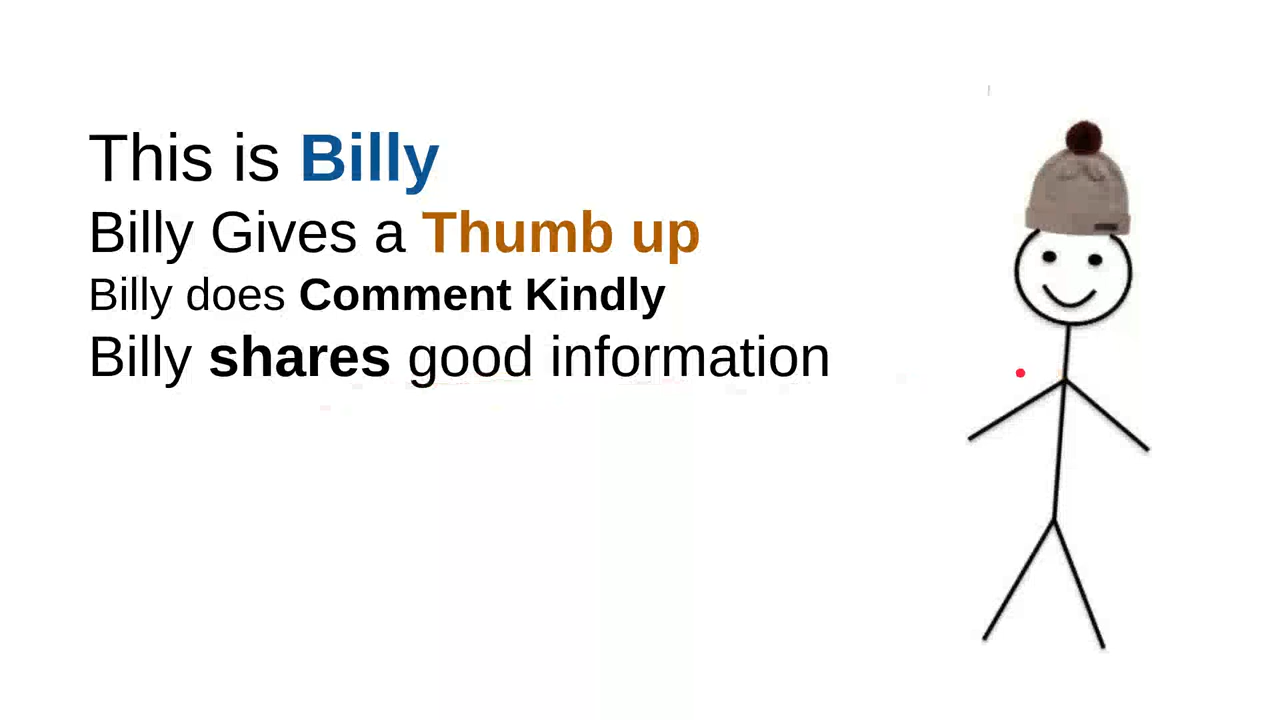 This is Billy
Billy Gives a Thumb up
Billy does Comment Kindly
Billy shares good information